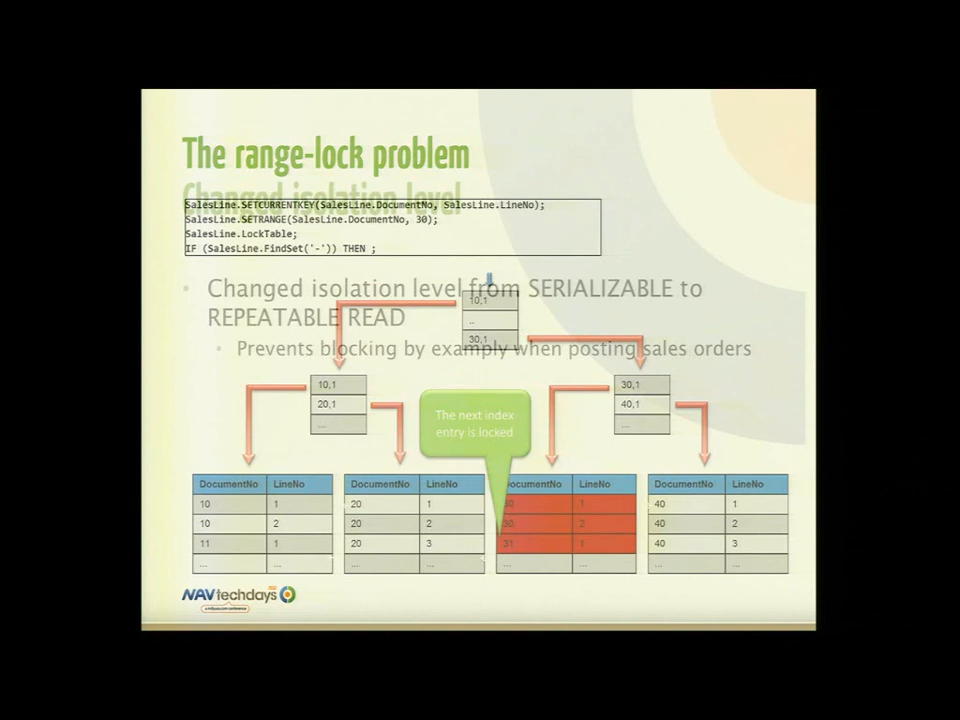 The range-lock problem
Changed isolation level
SalesLine.SETCURRENTKEY(SalesLine.DocumentNo, SalesLine.LineNo);
SalesLine.SETRANGE(SalesLine.DocumentNo, 30);
SalesLine.LockTable;
IF (SalesLine.FindSet('-')) THEN ;
• Changed isolation level from SERIALIZABLE to
REPEATABLE READ
• Prevents blocking by examply when posting sales orders
10,1
..
30,1
10,1
20,1
...
30,1
40,1
...
The next index
entry is locked
DocumentNo LineNo
10 1
10 2
11 1
... ...
DocumentNo LineNo
20 1
20 2
20 3
... ...
DocumentNo LineNo
30 1
30 2
31 1
... ...
DocumentNo LineNo
40 1
40 2
40 3
... ...
NAVtechdays